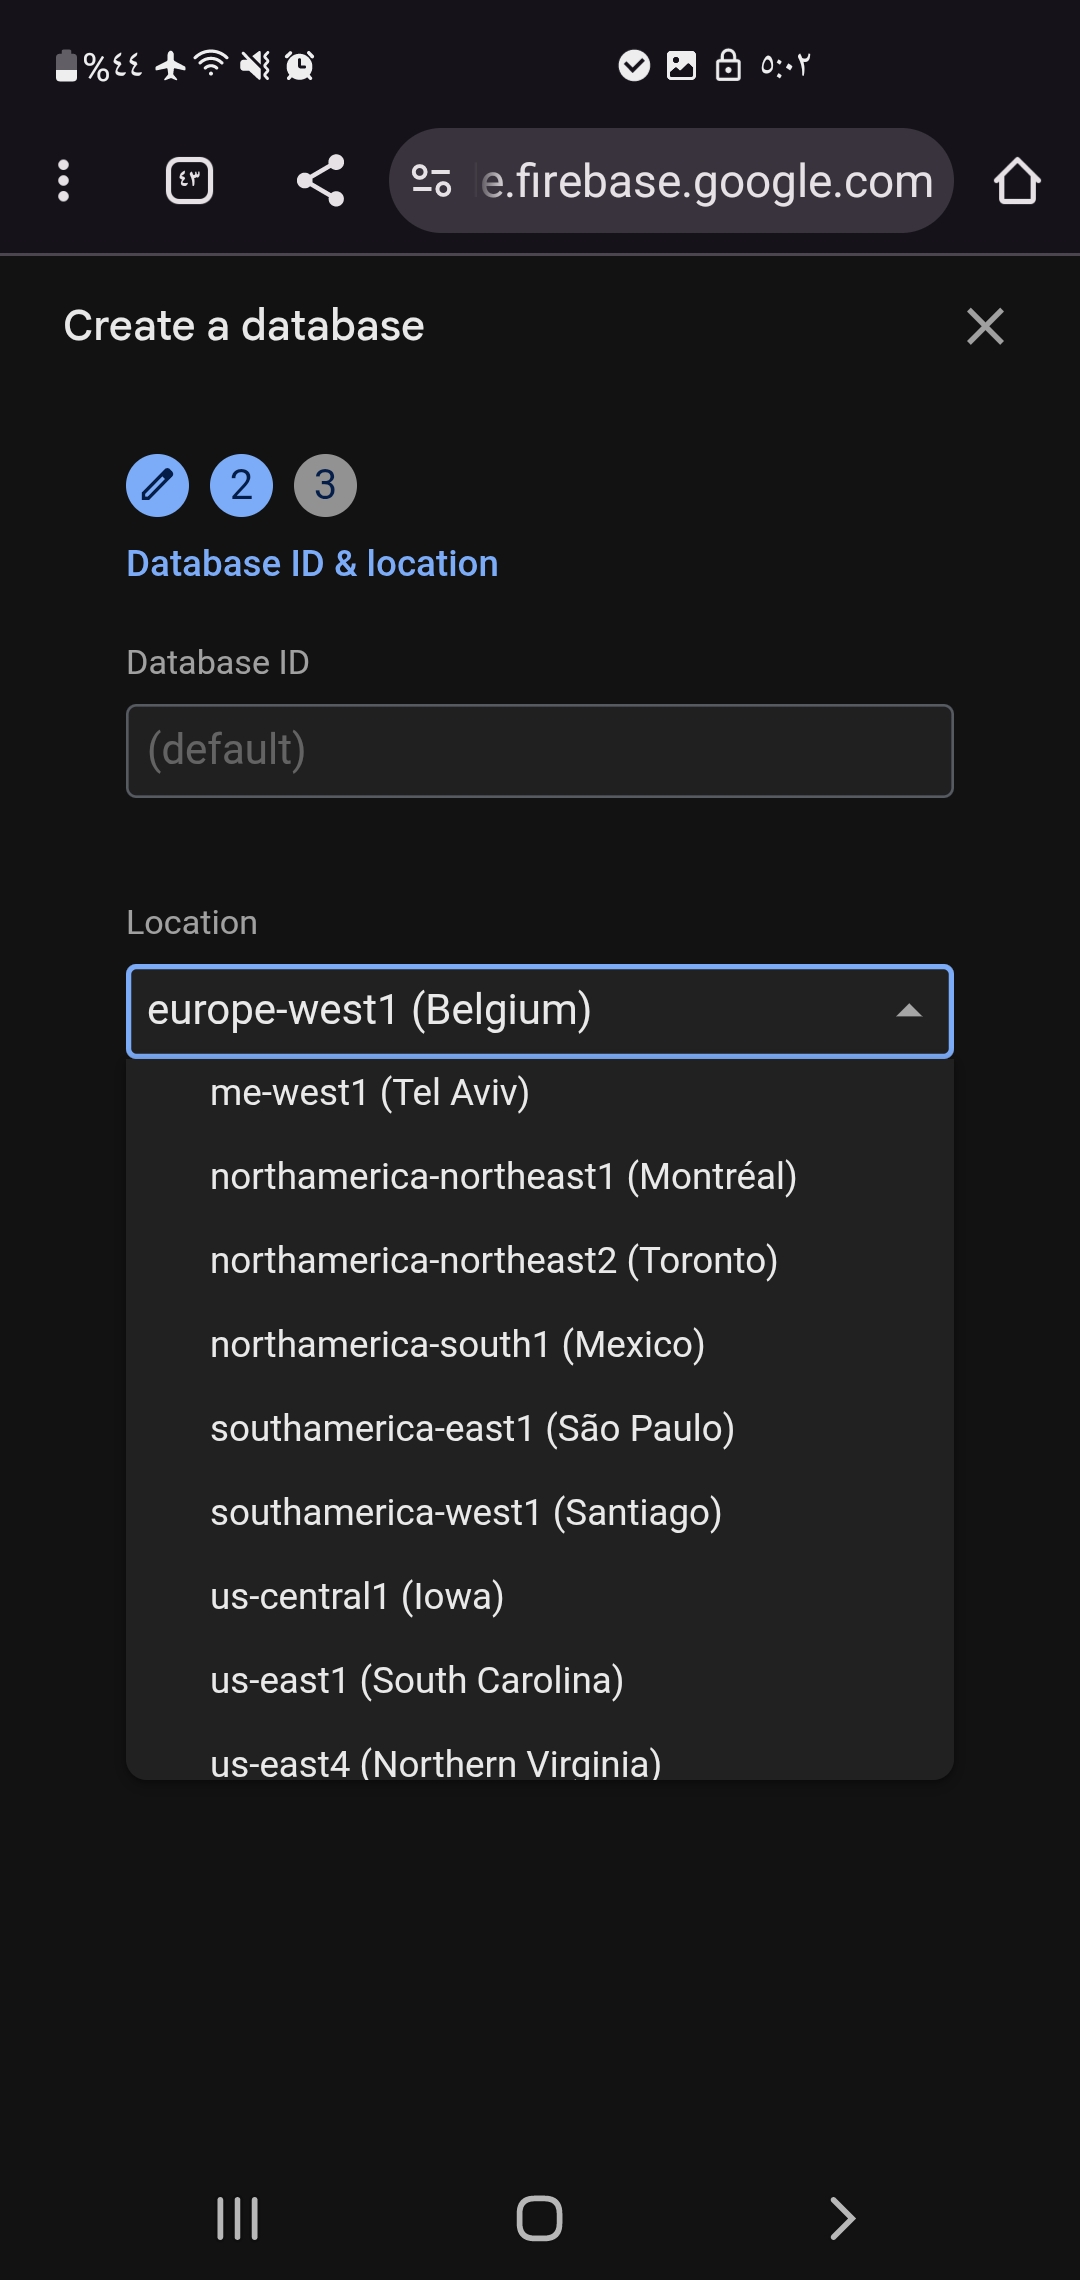 %٤٤ ٥:٠٢
٤٣ e.firebase.google.com
Create a database
2 3
Database ID & location
Database ID
(default)
Location
europe-west1 (Belgium)
me-west1 (Tel Aviv)
northamerica-northeast1 (Montréal)
northamerica-northeast2 (Toronto)
northamerica-south1 (Mexico)
southamerica-east1 (São Paulo)
southamerica-west1 (Santiago)
us-central1 (Iowa)
us-east1 (South Carolina)
us-east4 (Northern Virginia)